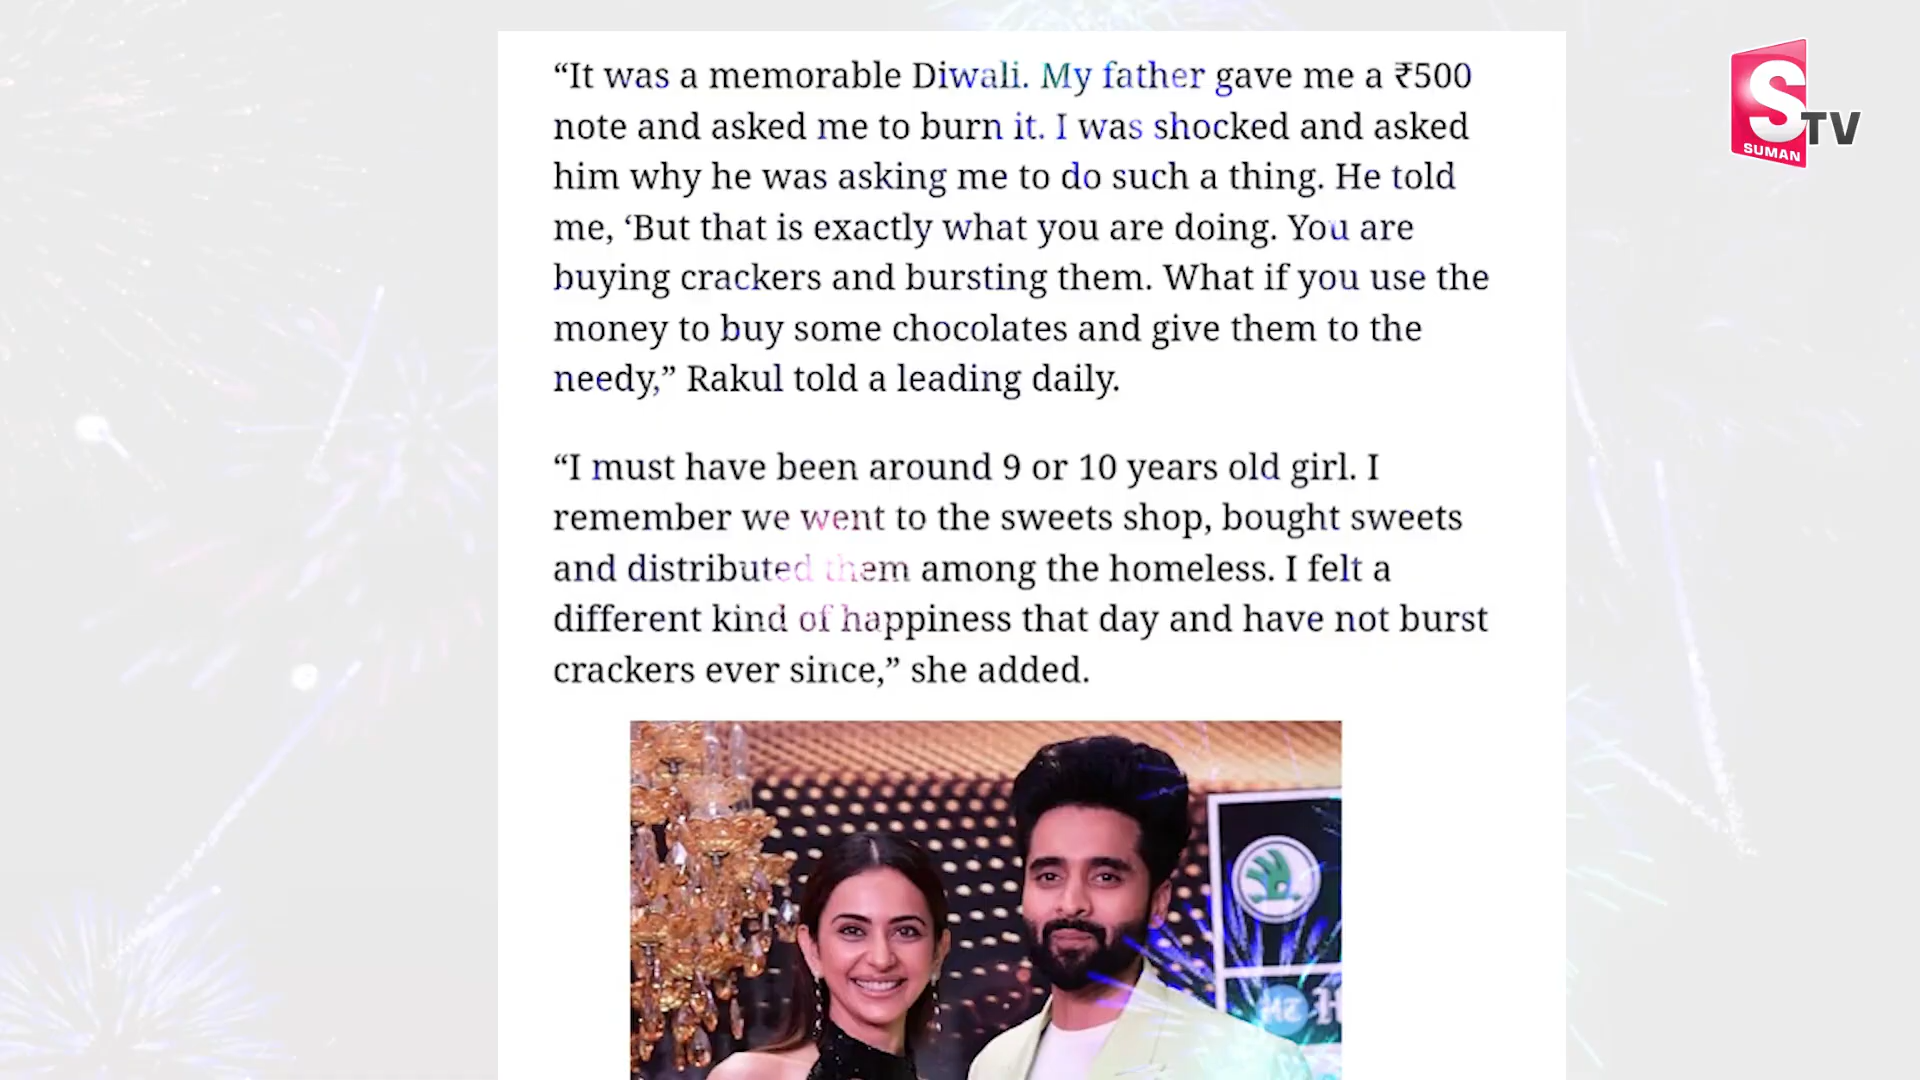 “It was a memorable Diwali. My father gave me a ₹500
note and asked me to burn it. I was shocked and asked
him why he was asking me to do such a thing. He told
me, ‘But that is exactly what you are doing. You are
buying crackers and bursting them. What if you use the
money to buy some chocolates and give them to the
needy,” Rakul told a leading daily.
“I must have been around 9 or 10 years old girl. I
remember we went to the sweets shop, bought sweets
and distributed them among the homeless. I felt a
different kind of happiness that day and have not burst
crackers ever since,” she added.
S TV
SUMAN